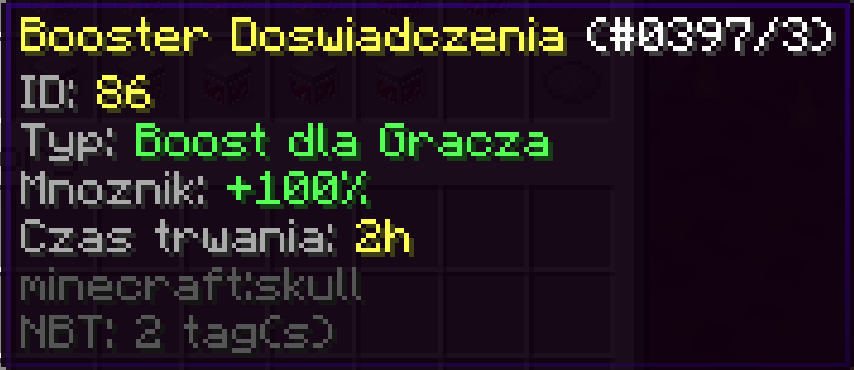 Booster Doswiadczenia (#0397/3)
ID: 86
Typ: Boost dla Gracza
Mnoznik: +100%
Czas trwania: 2h
minecraft:skull
NBT: 2 tag(s)